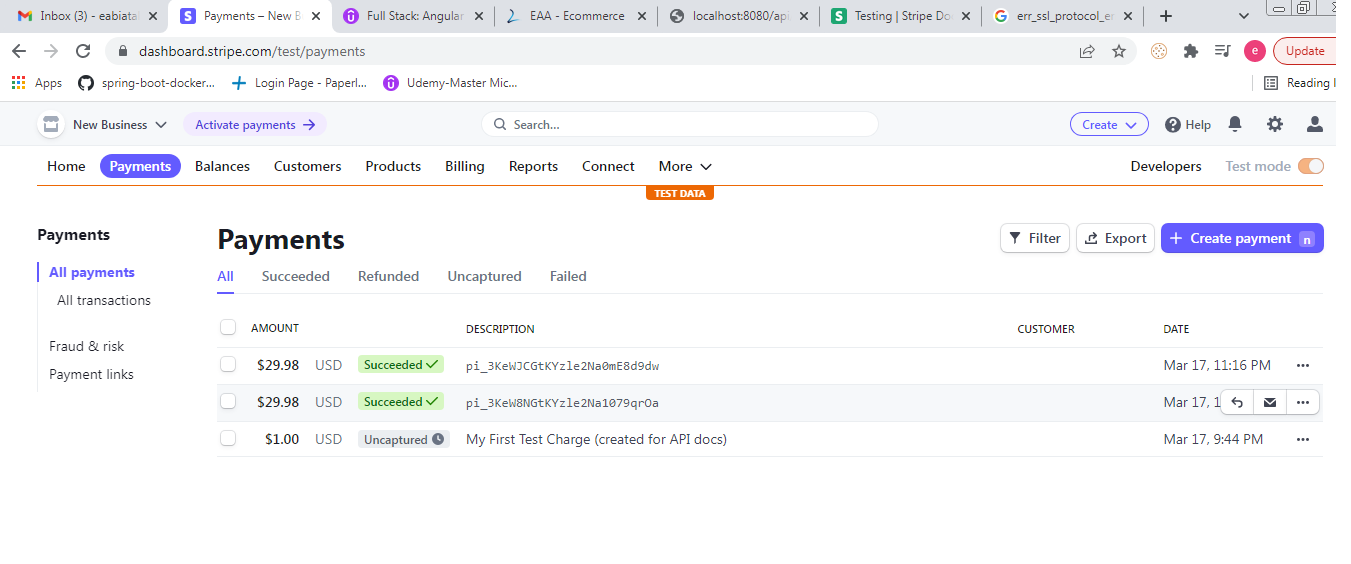 Inbox (3) - eabiata
Payments – New B
Full Stack: Angular
EAA - Ecommerce
localhost:8080/api
Testing | Stripe Do
err_ssl_protocol_er
dashboard.stripe.com/test/payments
e
Update
Apps
spring-boot-docker...
Login Page - Paperl...
Udemy-Master Mic...
Reading l
New Business
Activate payments
Search...
Create
Help
Home
Payments
Balances
Customers
Products
Billing
Reports
Connect
More
Developers
Test mode
TEST DATA
Payments
All payments
All transactions
Fraud & risk
Payment links
Payments
Filter
Export
Create payment n
All
Succeeded
Refunded
Uncaptured
Failed
AMOUNT DESCRIPTION CUSTOMER DATE
$29.98 USD Succeeded pi_3KeWJCGtKYzle2Na0mE8d9dw Mar 17, 11:16 PM
$29.98 USD Succeeded pi_3KeW8NGtKYzle2Na1079qrOa Mar 17, 1
$1.00 USD Uncaptured My First Test Charge (created for API docs) Mar 17, 9:44 PM